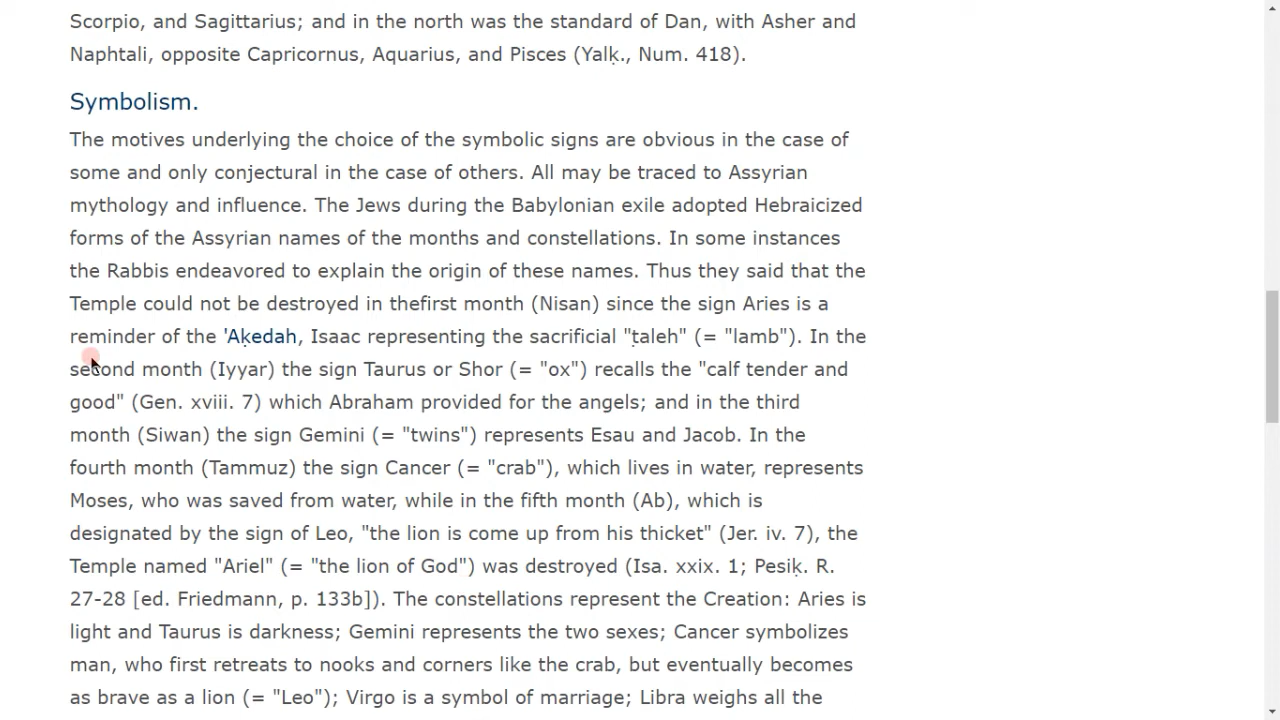 Scorpio, and Sagittarius; and in the north was the standard of Dan, with Asher and
Naphtali, opposite Capricornus, Aquarius, and Pisces (Yalḳ., Num. 418).
Symbolism.
The motives underlying the choice of the symbolic signs are obvious in the case of
some and only conjectural in the case of others. All may be traced to Assyrian
mythology and influence. The Jews during the Babylonian exile adopted Hebraicized
forms of the Assyrian names of the months and constellations. In some instances
the Rabbis endeavored to explain the origin of these names. Thus they said that the
Temple could not be destroyed in thefirst month (Nisan) since the sign Aries is a
reminder of the 'Aḳedah, Isaac representing the sacrificial "ṭaleh" (= "lamb"). In the
second month (Iyyar) the sign Taurus or Shor (= "ox") recalls the "calf tender and
good" (Gen. xviii. 7) which Abraham provided for the angels; and in the third
month (Siwan) the sign Gemini (= "twins") represents Esau and Jacob. In the
fourth month (Tammuz) the sign Cancer (= "crab"), which lives in water, represents
Moses, who was saved from water, while in the fifth month (Ab), which is
designated by the sign of Leo, "the lion is come up from his thicket" (Jer. iv. 7), the
Temple named "Ariel" (= "the lion of God") was destroyed (Isa. xxix. 1; Pesiḳ. R.
27-28 [ed. Friedmann, p. 133b]). The constellations represent the Creation: Aries is
light and Taurus is darkness; Gemini represents the two sexes; Cancer symbolizes
man, who first retreats to nooks and corners like the crab, but eventually becomes
as brave as a lion (= "Leo"); Virgo is a symbol of marriage; Libra weighs all the